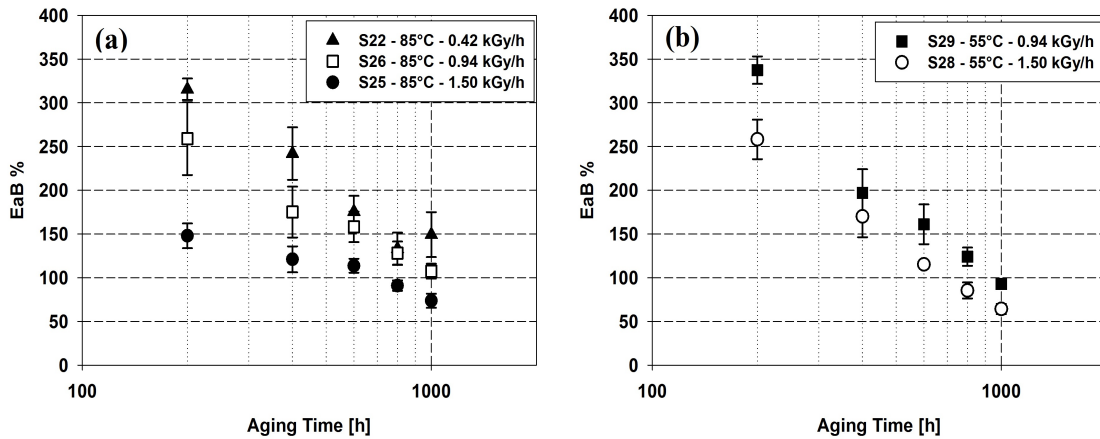 (a)
S22 - 85°C - 0.42 kGy/h
S26 - 85°C - 0.94 kGy/h
S25 - 85°C - 1.50 kGy/h
400
350
300
250
200
150
100
50
0
EaB %
100
1000
Aging Time [h]
(b)
S29 - 55°C - 0.94 kGy/h
S28 - 55°C - 1.50 kGy/h
400
350
300
250
200
150
100
50
0
EaB %
100
1000
Aging Time [h]